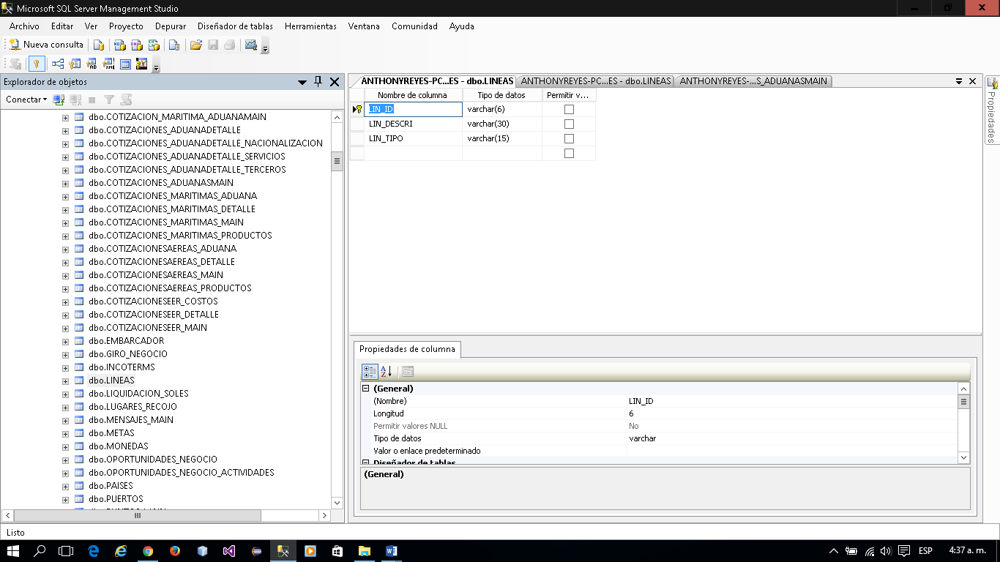 Microsoft SQL Server Management Studio
Archivo Editar Ver Proyecto Depurar Diseñador de tablas Herramientas Ventana Comunidad Ayuda
Nueva consulta
Explorador de objetos
Conectar
dbo.COTIZACION_MARITIMA_ADUANAMAIN
dbo.COTIZACIONES_ADUANADETALLE
dbo.COTIZACIONES_ADUANADETALLE_NACIONALIZACION
dbo.COTIZACIONES_ADUANADETALLE_SERVICIOS
dbo.COTIZACIONES_ADUANADETALLE_TERCEROS
dbo.COTIZACIONES_ADUANASMAIN
dbo.COTIZACIONES_MARITIMAS_ADUANA
dbo.COTIZACIONES_MARITIMAS_DETALLE
dbo.COTIZACIONES_MARITIMAS_MAIN
dbo.COTIZACIONES_MARITIMAS_PRODUCTOS
dbo.COTIZACIONESAEREAS_ADUANA
dbo.COTIZACIONESAEREAS_DETALLE
dbo.COTIZACIONESAEREAS_MAIN
dbo.COTIZACIONESAEREAS_PRODUCTOS
dbo.COTIZACIONESEER_COSTOS
dbo.COTIZACIONESEER_DETALLE
dbo.COTIZACIONESEER_MAIN
dbo.EMBARCADOR
dbo.GIRO_NEGOCIO
dbo.INCOTERMS
dbo.LINEAS
dbo.LIQUIDACION_SOLES
dbo.LUGARES_RECOJO
dbo.MENSAJES_MAIN
dbo.METAS
dbo.MONEDAS
dbo.OPORTUNIDADES_NEGOCIO
dbo.OPORTUNIDADES_NEGOCIO_ACTIVIDADES
dbo.PAISES
dbo.PUERTOS
ANTHONYREYES-PC...ES - dbo.LINEAS ANTHONYREYES-PC...ES - dbo.LINEAS ANTHONYREYES-...S_ADUANASMAIN
Nombre de columna Tipo de datos Permitir v...
LIN_ID varchar(6)
LIN_DESCRI varchar(30)
LIN_TIPO varchar(15)
Propiedades
Propiedades de columna
(General)
(Nombre) LIN_ID
Longitud 6
Permitir valores NULL No
Tipo de datos varchar
Valor o enlace predeterminado
Diseñador de tablas
(General)
Listo
ESP 4:37 a. m.